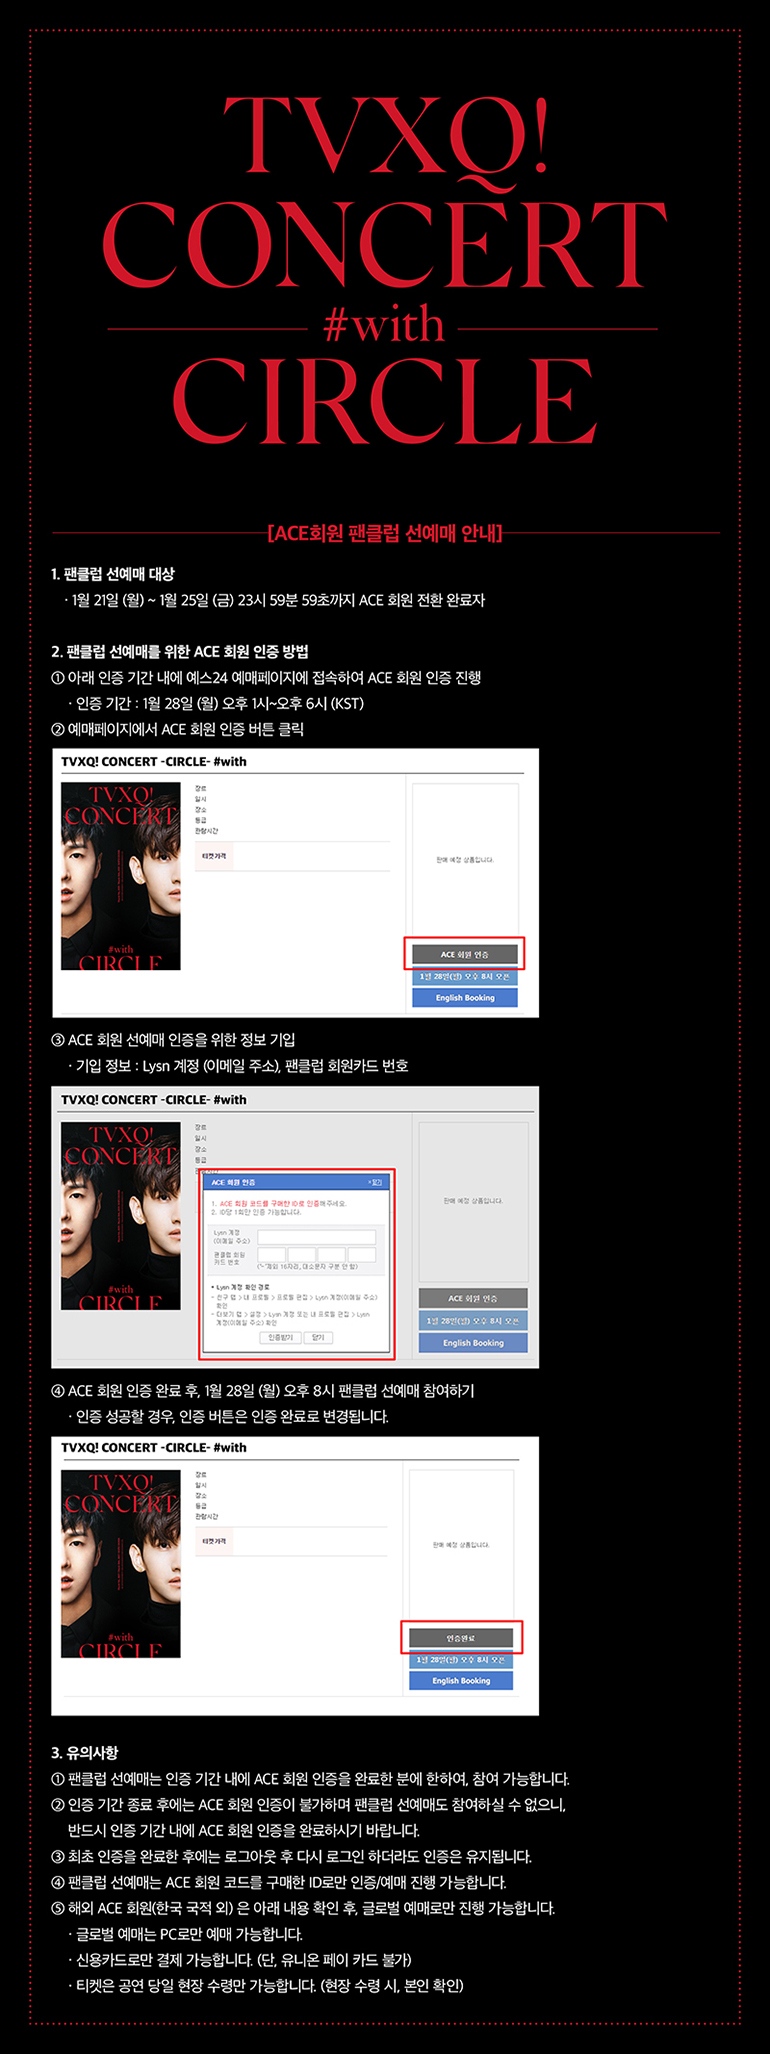 TVXQ!
CONCERT
#with
CIRCLE
[ACE회원 팬클럽 선예매 안내]
1. 팬클럽 선예매 대상
· 1월 21일 (월) ~ 1월 25일 (금) 23시 59분 59초까지 ACE 회원 전환 완료자
2. 팬클럽 선예매를 위한 ACE 회원 인증 방법
① 아래 인증 기간 내에 예스24 예매페이지에 접속하여 ACE 회원 인증 진행
· 인증 기간 : 1월 28일 (월) 오후 1시~오후 6시 (KST)
② 예매페이지에서 ACE 회원 인증 버튼 클릭
TVXQ! CONCERT -CIRCLE- #with
TVXQ!
CONCERT
#with
CIRCLE
장르
일시
장소
등급
관람시간
티켓가격
판매 예정 상품입니다.
ACE 회원 인증
1월 28일(월) 오후 8시 오픈
English Booking
③ ACE 회원 선예매 인증을 위한 정보 기입
· 기입 정보 : Lysn 계정 (이메일 주소), 팬클럽 회원카드 번호
TVXQ! CONCERT -CIRCLE- #with
TVXQ!
CONCERT
#with
CIRCLE
장르
일시
장소
등급
ACE 회원 인증
×닫기
1. ACE 회원 코드를 구매한 ID로 인증해주세요.
2. ID당 1회만 인증 가능합니다.
Lysn 계정
(이메일 주소)
팬클럽 회원
카드 번호
('-'제외 16자리, 대소문자 구분 안 함)
• Lysn 계정 확인 경로
- 친구 탭 > 내 프로필 > 프로필 편집 > Lysn 계정(이메일 주소)
확인
- 더보기 탭 > 설정 > Lysn 계정 또는 내 프로필 편집 > Lysn
계정(이메일 주소) 확인
인증받기
닫기
판매 예정 상품입니다.
ACE 회원 인증
1월 28일(월) 오후 8시 오픈
English Booking
④ ACE 회원 인증 완료 후, 1월 28일 (월) 오후 8시 팬클럽 선예매 참여하기
· 인증 성공할 경우, 인증 버튼은 인증 완료로 변경됩니다.
TVXQ! CONCERT -CIRCLE- #with
TVXQ!
CONCERT
#with
CIRCLE
장르
일시
장소
등급
관람시간
티켓가격
판매 예정 상품입니다.
인증완료
1월 28일(월) 오후 8시 오픈
English Booking
3. 유의사항
① 팬클럽 선예매는 인증 기간 내에 ACE 회원 인증을 완료한 분에 한하여, 참여 가능합니다.
② 인증 기간 종료 후에는 ACE 회원 인증이 불가하며 팬클럽 선예매도 참여하실 수 없으니,
반드시 인증 기간 내에 ACE 회원 인증을 완료하시기 바랍니다.
③ 최초 인증을 완료한 후에는 로그아웃 후 다시 로그인 하더라도 인증은 유지됩니다.
④ 팬클럽 선예매는 ACE 회원 코드를 구매한 ID로만 인증/예매 진행 가능합니다.
⑤ 해외 ACE 회원(한국 국적 외) 은 아래 내용 확인 후, 글로벌 예매로만 진행 가능합니다.
· 글로벌 예매는 PC로만 예매 가능합니다.
· 신용카드로만 결제 가능합니다. (단, 유니온 페이 카드 불가)
· 티켓은 공연 당일 현장 수령만 가능합니다. (현장 수령 시, 본인 확인)